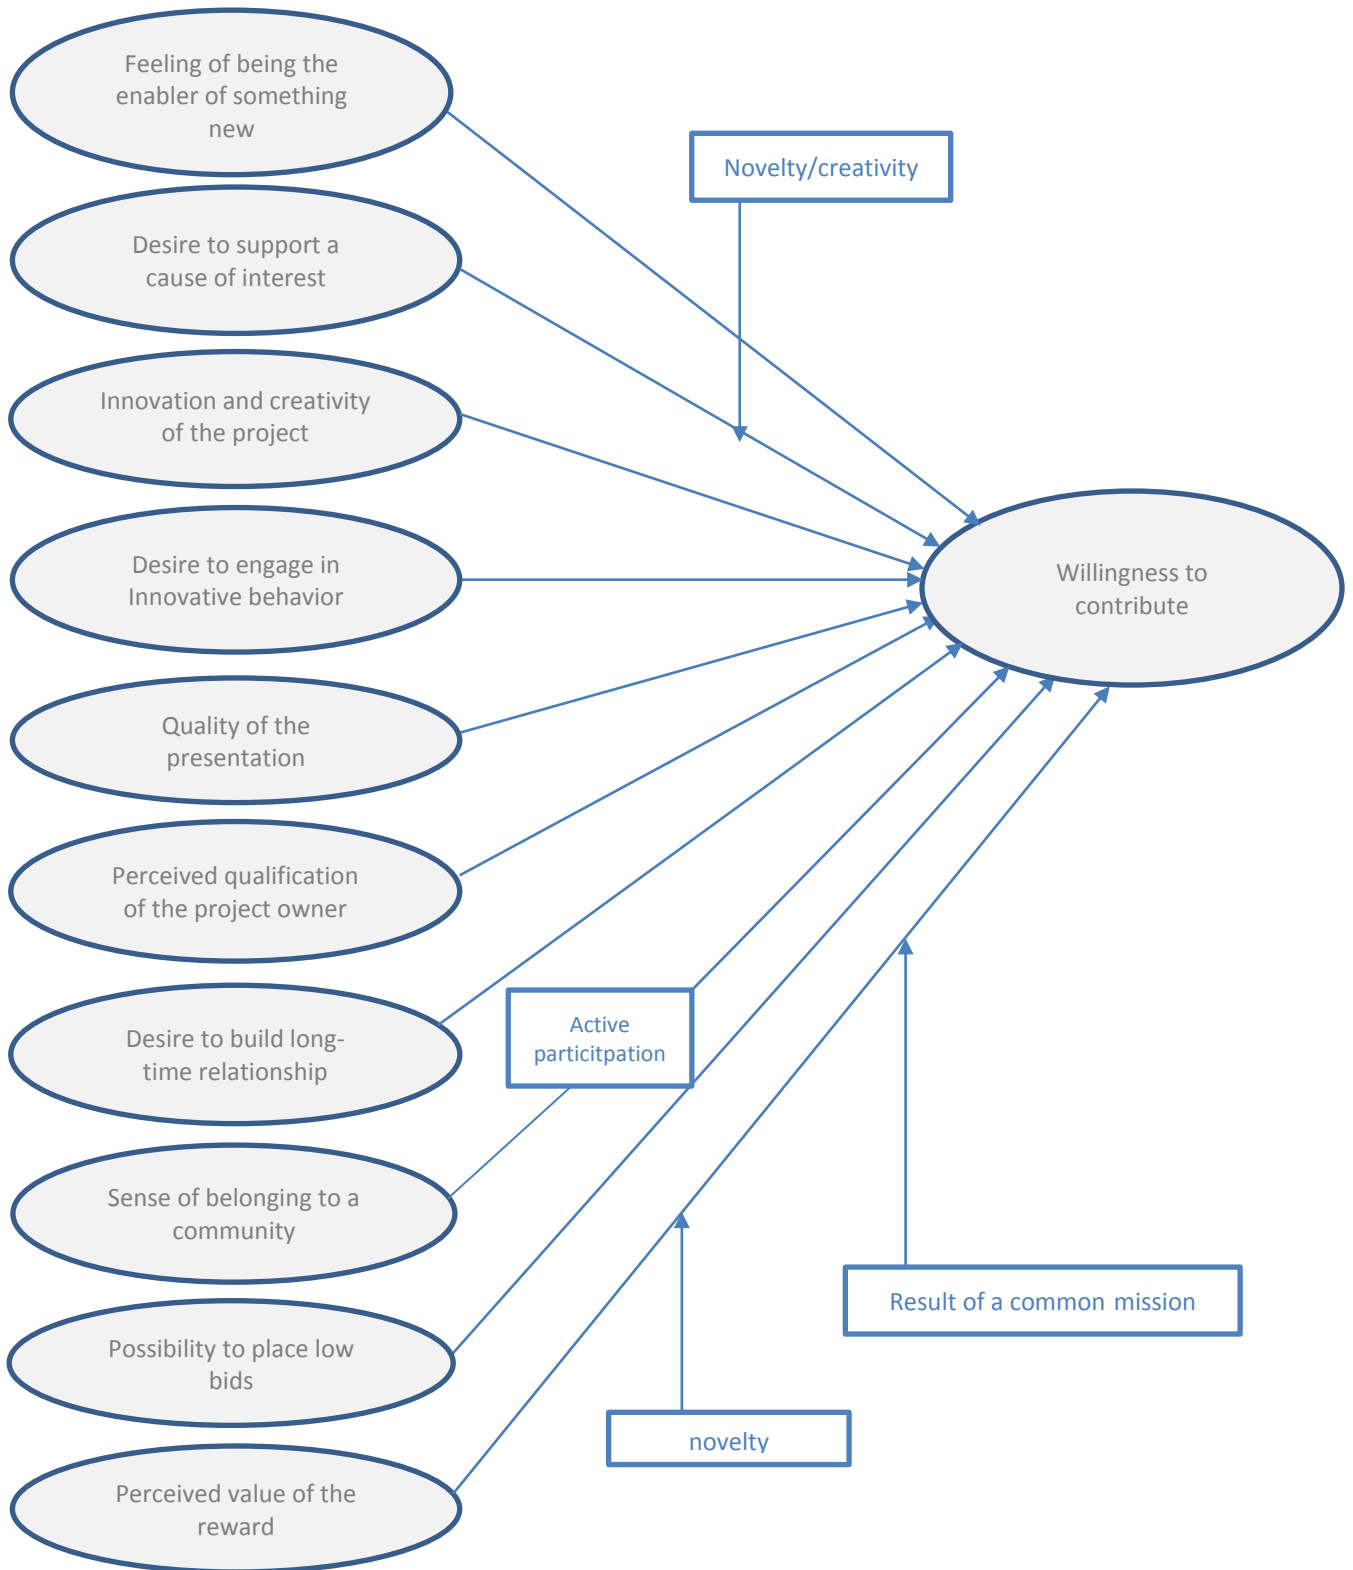 Feeling of being the
enabler of something
new
Novelty/creativity
Desire to support a
cause of interest
Innovation and creativity
of the project
Desire to engage in
Innovative behavior
Willingness to
contribute
Quality of the
presentation
Perceived qualification
of the project owner
Desire to build long-
time relationship
Active
particitpation
Sense of belonging to a
community
Result of a common mission
Possibility to place low
bids
novelty
Perceived value of the
reward